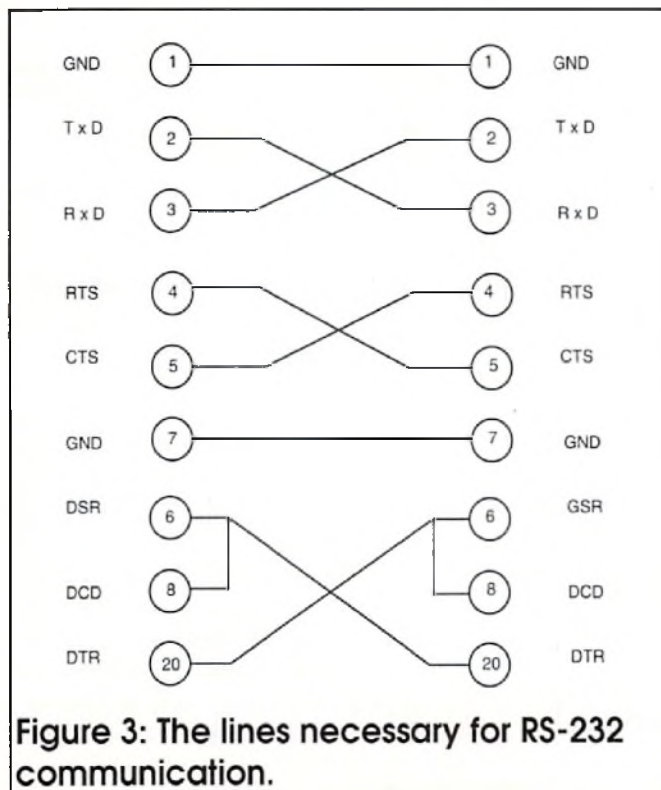 GND 1 1 GND
T x D 2 2 T x D
R x D 3 3 R x D
RTS 4 4 RTS
CTS 5 5 CTS
GND 7 7 GND
DSR 6 6 GSR
DCD 8 8 DCD
DTR 20 20 DTR
Figure 3: The lines necessary for RS-232
communication.